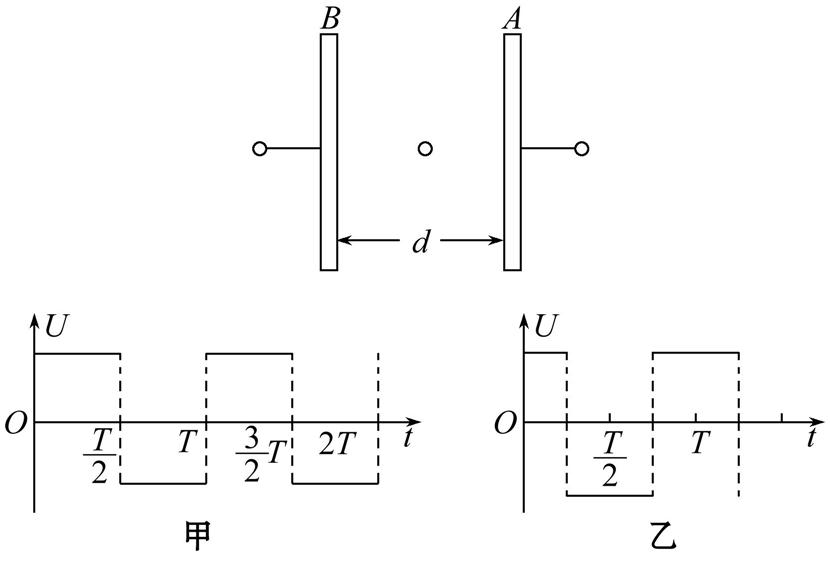 B A
d
U
O T/2 T 3/2 T 2T t
甲
U
O T/2 T t
乙